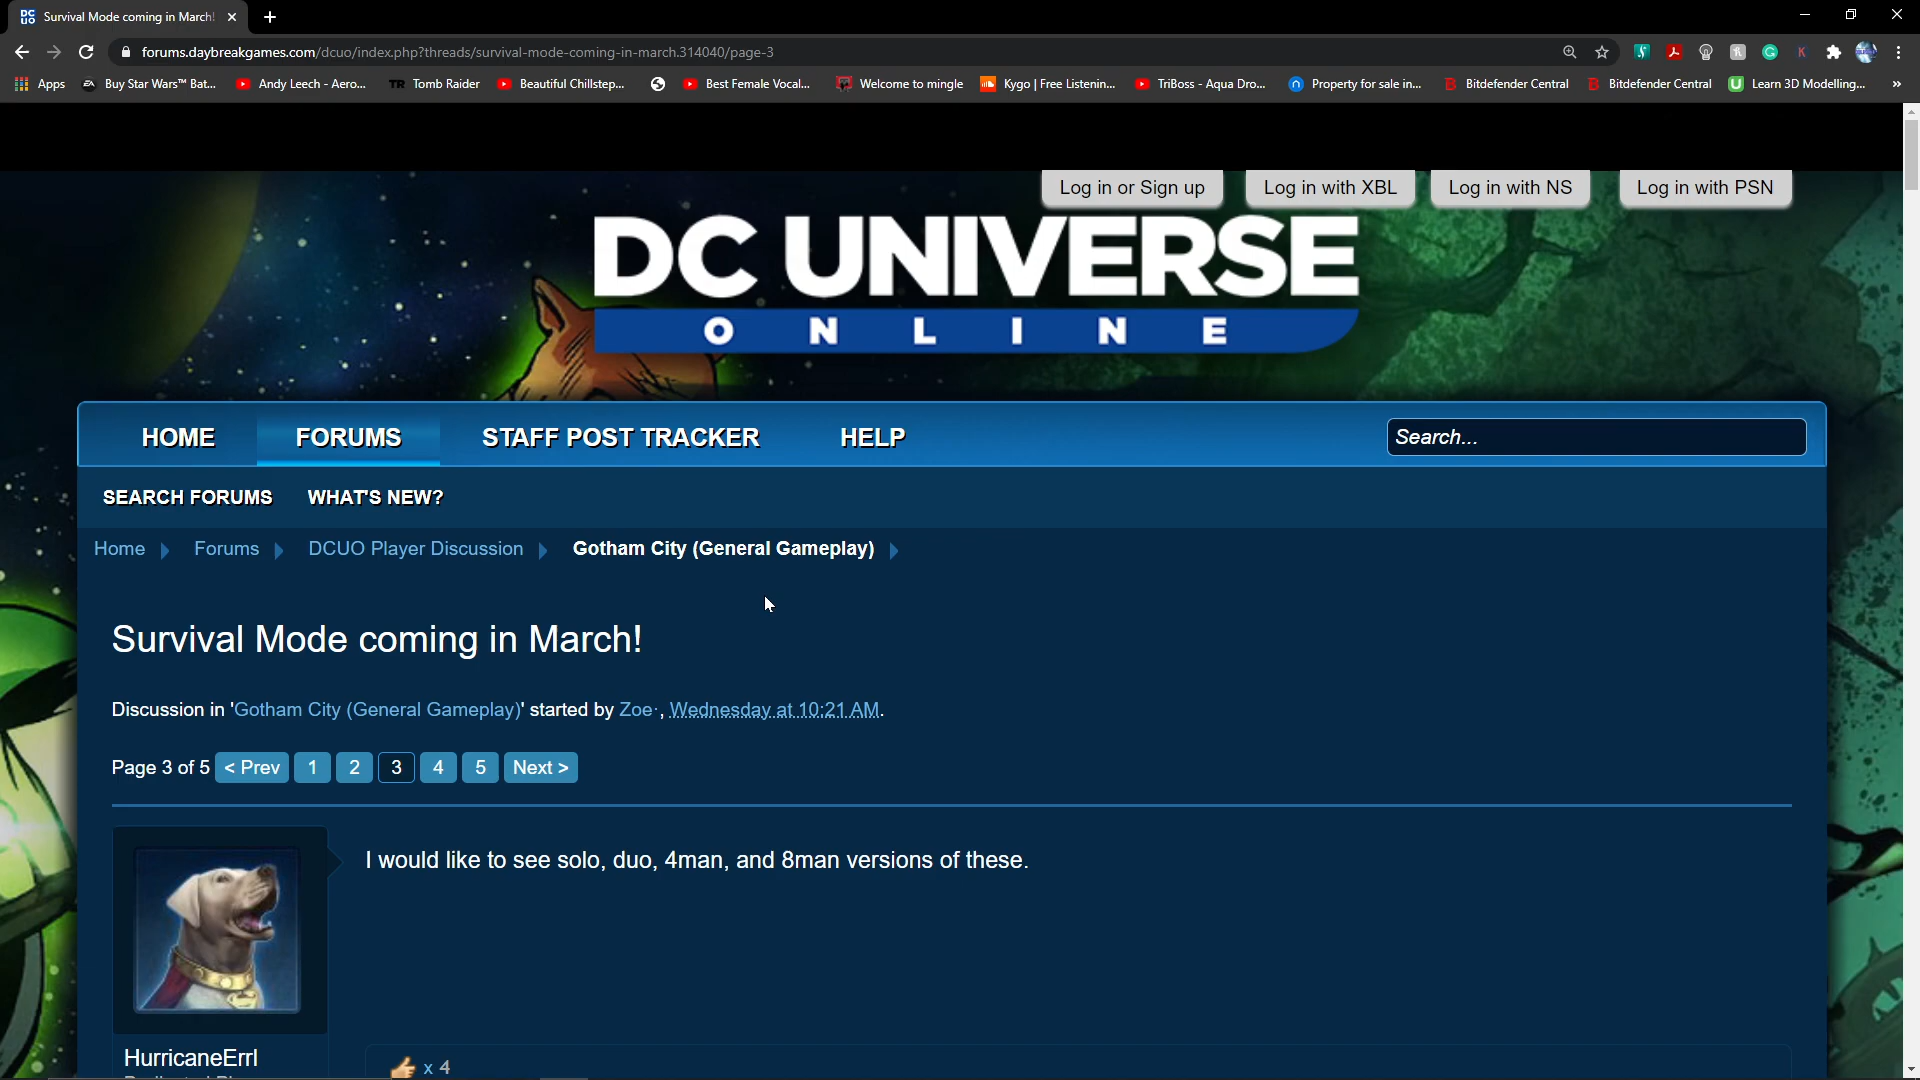 Survival Mode coming in March!
forums.daybreakgames.com/dcuo/index.php?threads/survival-mode-coming-in-march.314040/page-3
Apps Buy Star Wars™ Bat... Andy Leech - Aero... Tomb Raider Beautiful Chillstep... Best Female Vocal... Welcome to mingle Kygo | Free Listenin... TriBoss - Aqua Dro... Property for sale in... Bitdefender Central Bitdefender Central Learn 3D Modelling... »
Log in or Sign up Log in with XBL Log in with NS Log in with PSN
DC UNIVERSE
ONLINE
HOME FORUMS STAFF POST TRACKER HELP Search...
SEARCH FORUMS WHAT'S NEW?
Home Forums DCUO Player Discussion Gotham City (General Gameplay)
Survival Mode coming in March!
Discussion in 'Gotham City (General Gameplay)' started by Zoe·, Wednesday at 10:21 AM.
Page 3 of 5 < Prev 1 2 3 4 5 Next >
I would like to see solo, duo, 4man, and 8man versions of these.
HurricaneErrl
x 4